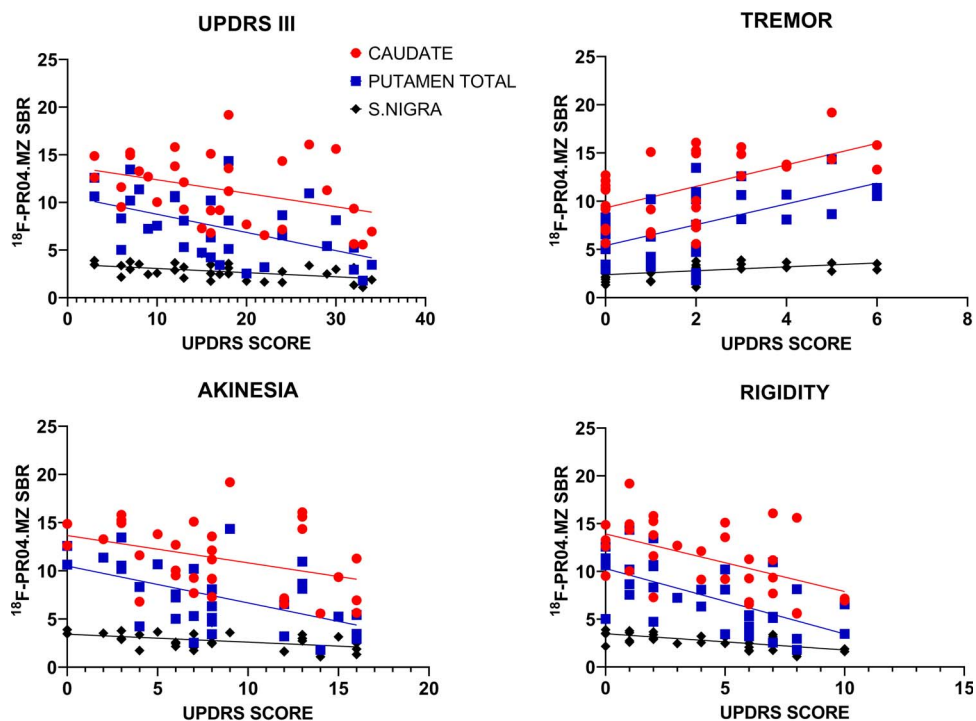 UPDRS III
CAUDATE
PUTAMEN TOTAL
S.NIGRA
25
20
15
10
5
0
¹⁸F-PR04.MZ SBR
0 10 20 30 40
UPDRS SCORE
TREMOR
25
20
15
10
5
0
¹⁸F-PR04.MZ SBR
0 2 4 6 8
UPDRS SCORE
AKINESIA
25
20
15
10
5
0
¹⁸F-PR04.MZ SBR
0 5 10 15 20
UPDRS SCORE
RIGIDITY
25
20
15
10
5
0
¹⁸F-PR04.MZ SBR
0 5 10 15
UPDRS SCORE